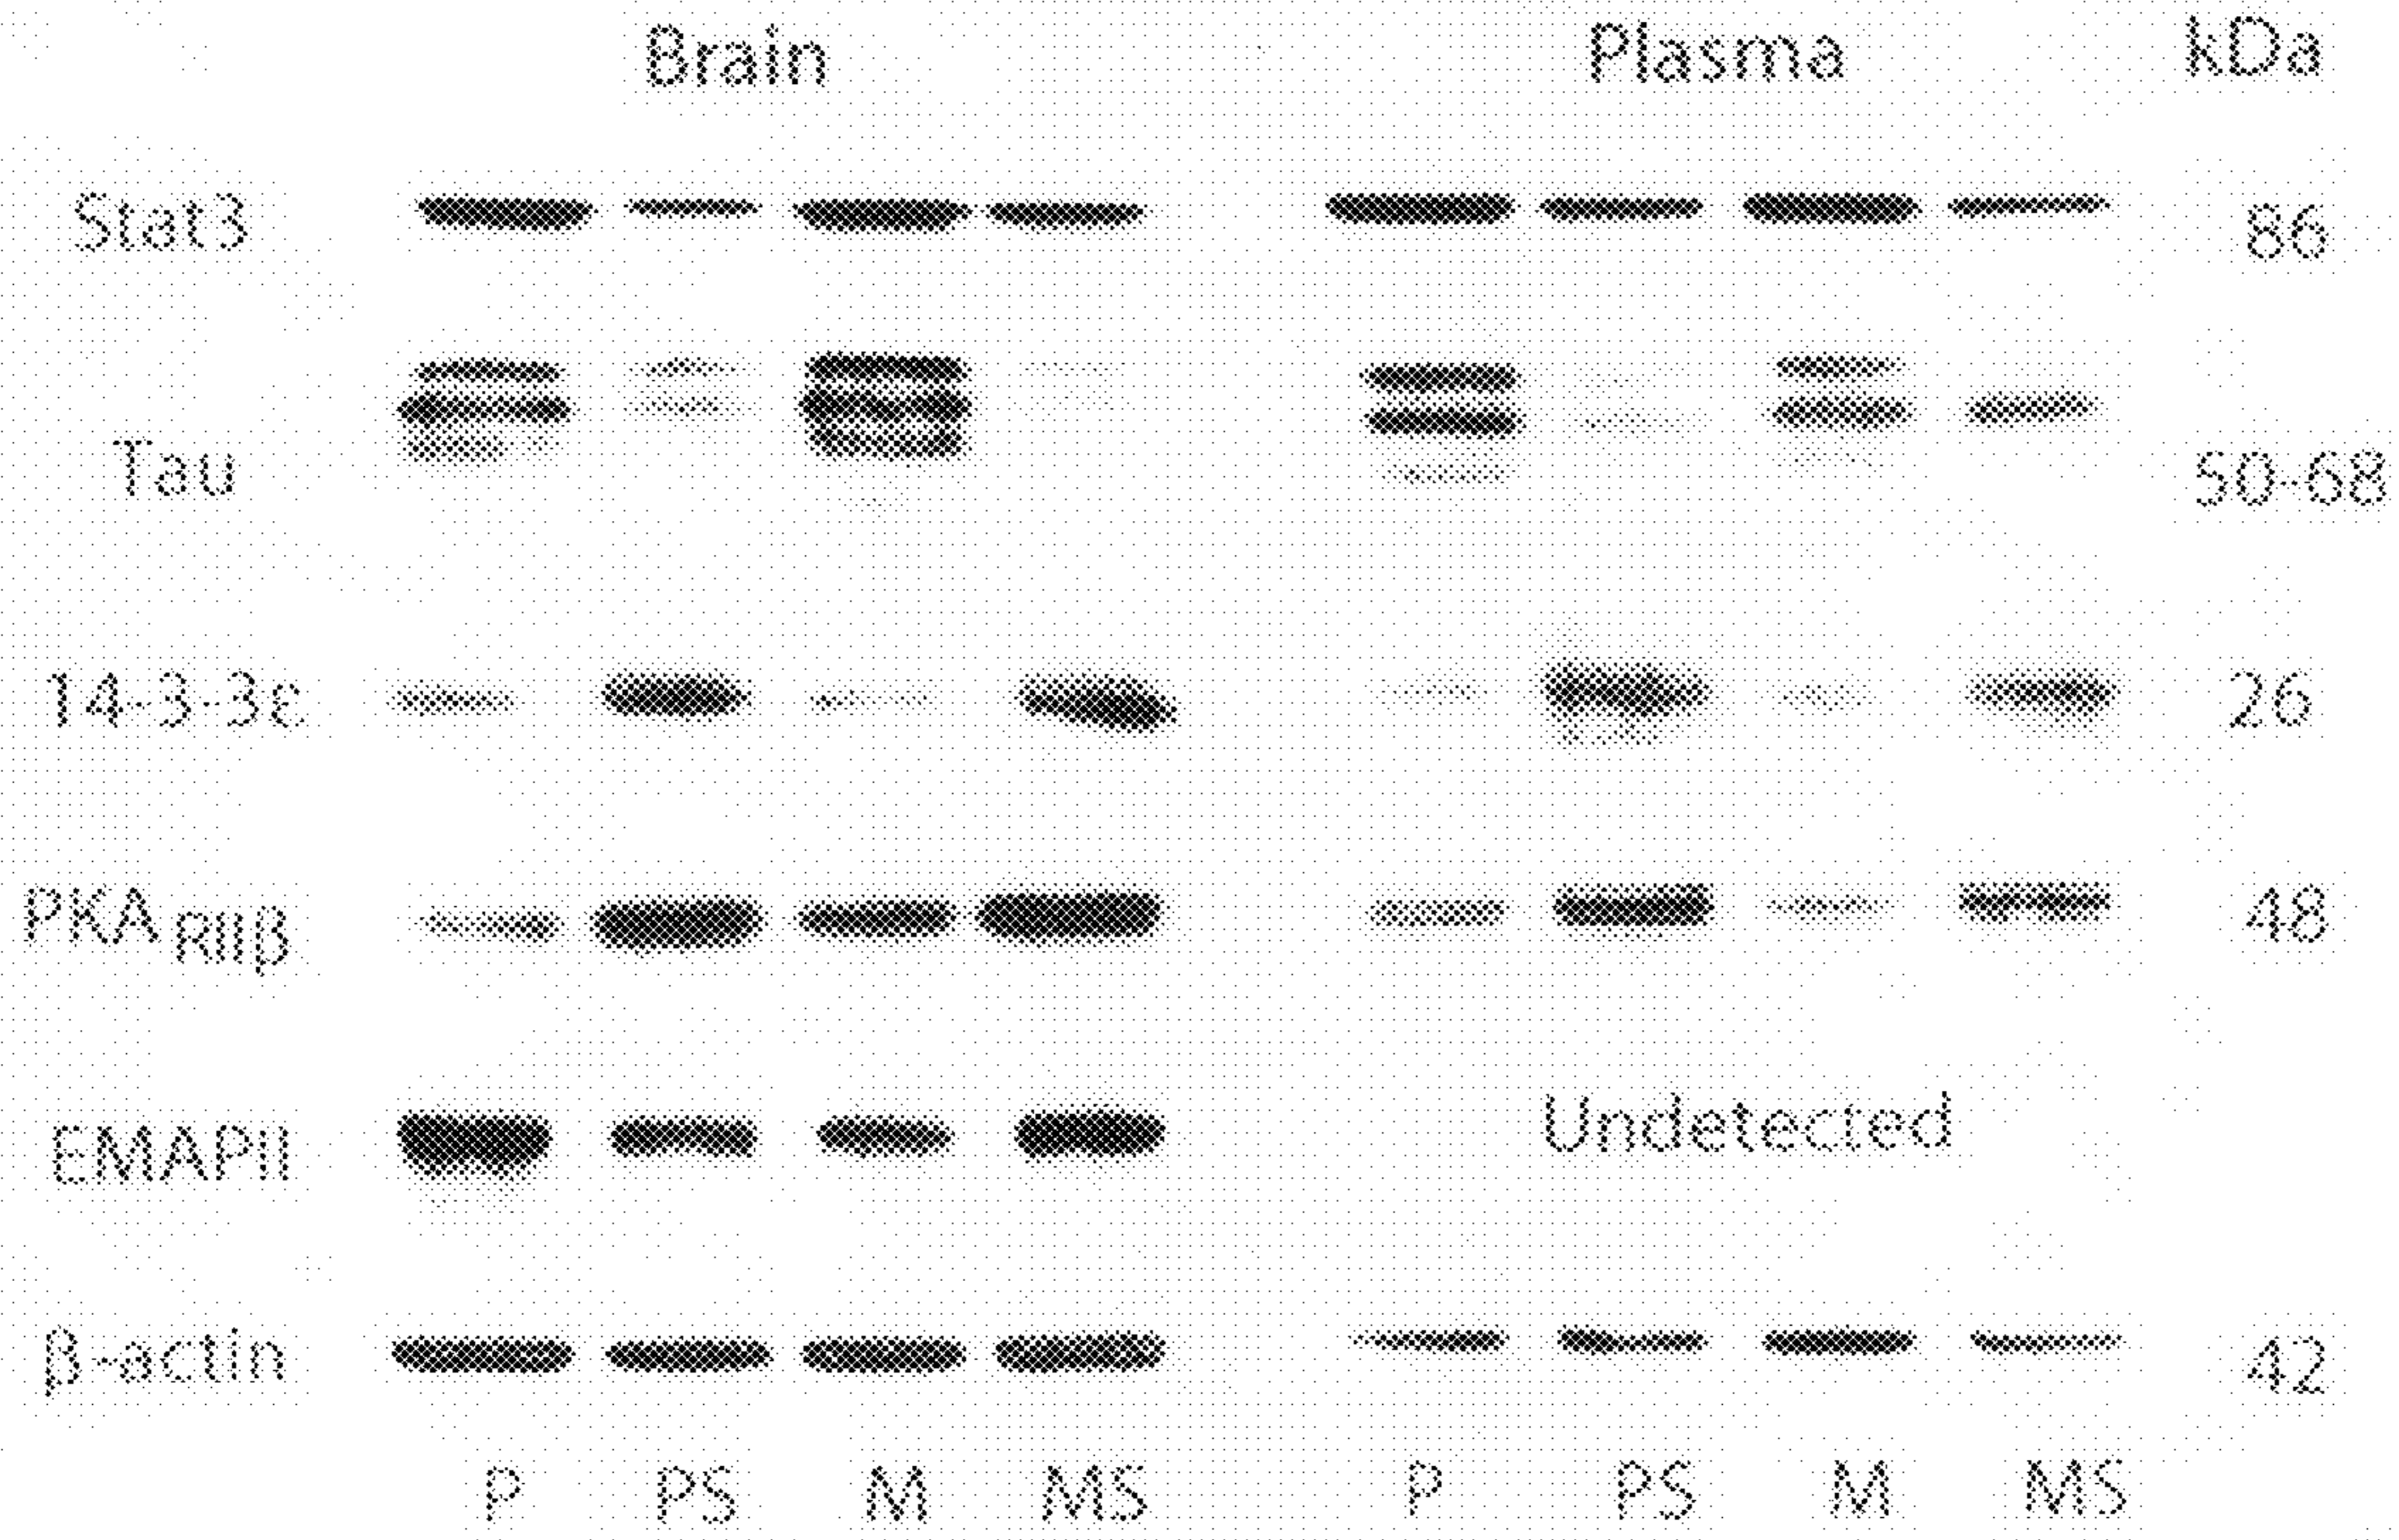 Brain Plasma kDa
Stat3 86
Tau 50-68
14-3-3ε 26
PKA RIIβ 48
EMAPII Undetected
β-actin 42
P PS M MS P PS M MS